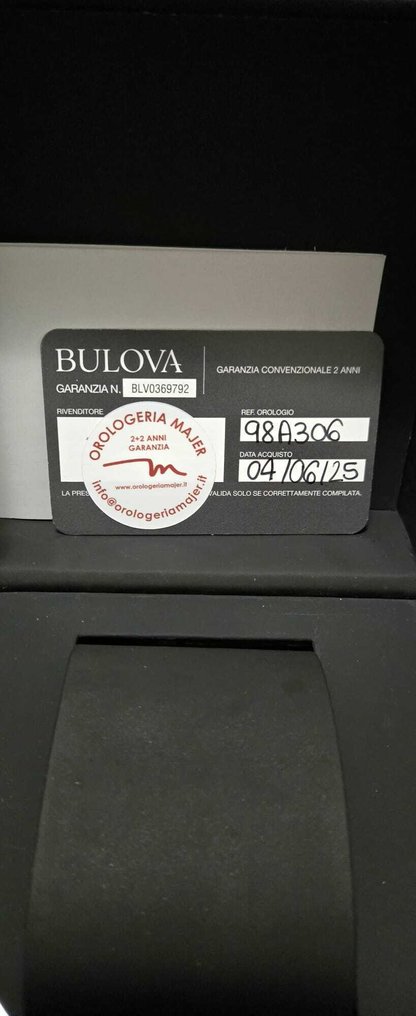 BULOVA
GARANZIA CONVENZIONALE 2 ANNI
GARANZIA N. BLV0369792
RIVENDITORE
OROLOGERIA MAJER
2+2 ANNI
GARANZIA
m
www.orologeriamajer.it
info@orologeriamajer.it
REF. OROLOGIO
98A306
DATA ACQUISTO
04/06/25
LA VALIDA SOLO SE CORRETTAMENTE COMPILATA.